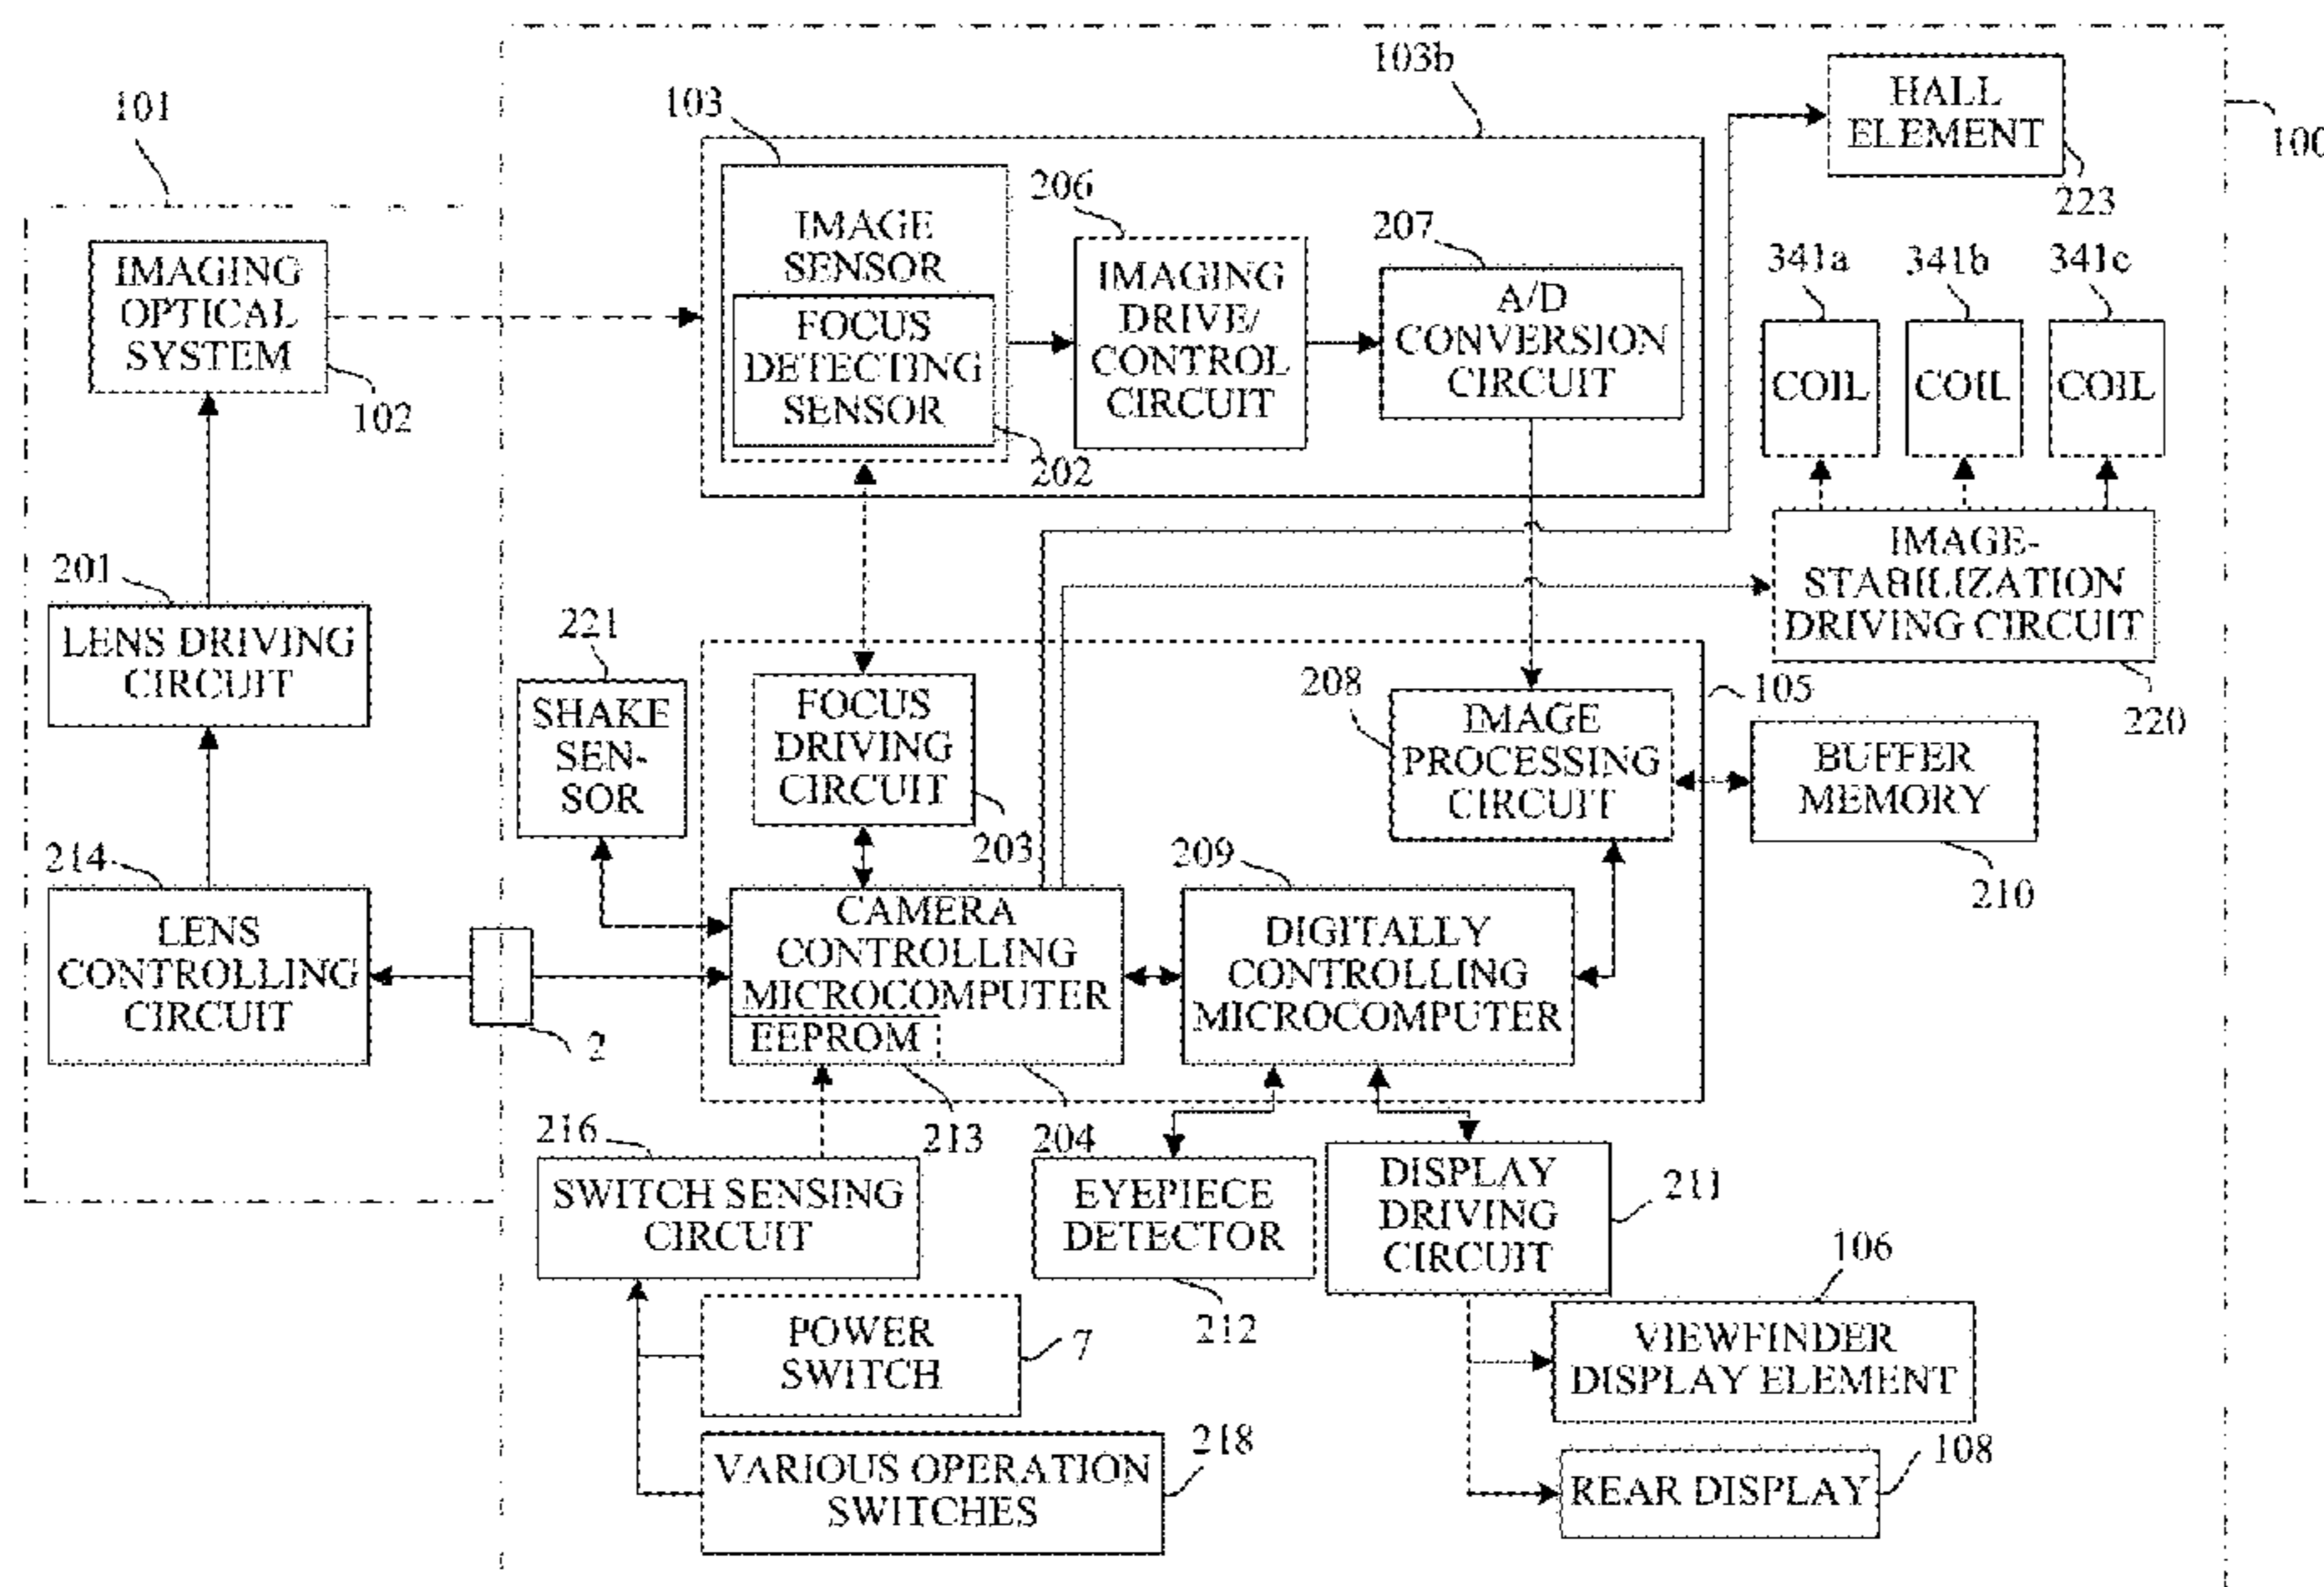 101
103
103b
HALL
ELEMENT
100
223
IMAGING
OPTICAL
SYSTEM
102
IMAGE
SENSOR
FOCUS
DETECTING
SENSOR
202
206
IMAGING
DRIVE/
CONTROL
CIRCUIT
207
A/D
CONVERSION
CIRCUIT
341a
341b
341c
COIL
COIL
COIL
IMAGE-
STABILIZATION
DRIVING CIRCUIT
220
201
LENS DRIVING
CIRCUIT
221
SHAKE
SEN-
SOR
FOCUS
DRIVING
CIRCUIT
203
208
IMAGE
PROCESSING
CIRCUIT
105
BUFFER
MEMORY
210
214
LENS
CONTROLLING
CIRCUIT
2
CAMERA
CONTROLLING
MICROCOMPUTER
EEPROM
213
204
209
DIGITALLY
CONTROLLING
MICROCOMPUTER
216
SWITCH SENSING
CIRCUIT
EYEPIECE
DETECTOR
212
DISPLAY
DRIVING
CIRCUIT
211
POWER
SWITCH
7
106
VIEWFINDER
DISPLAY ELEMENT
VARIOUS OPERATION
SWITCHES
218
REAR DISPLAY
108